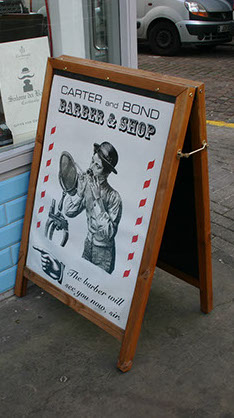 CARTER and BOND
BARBER & SHOP
The barber will
see you now, sir.